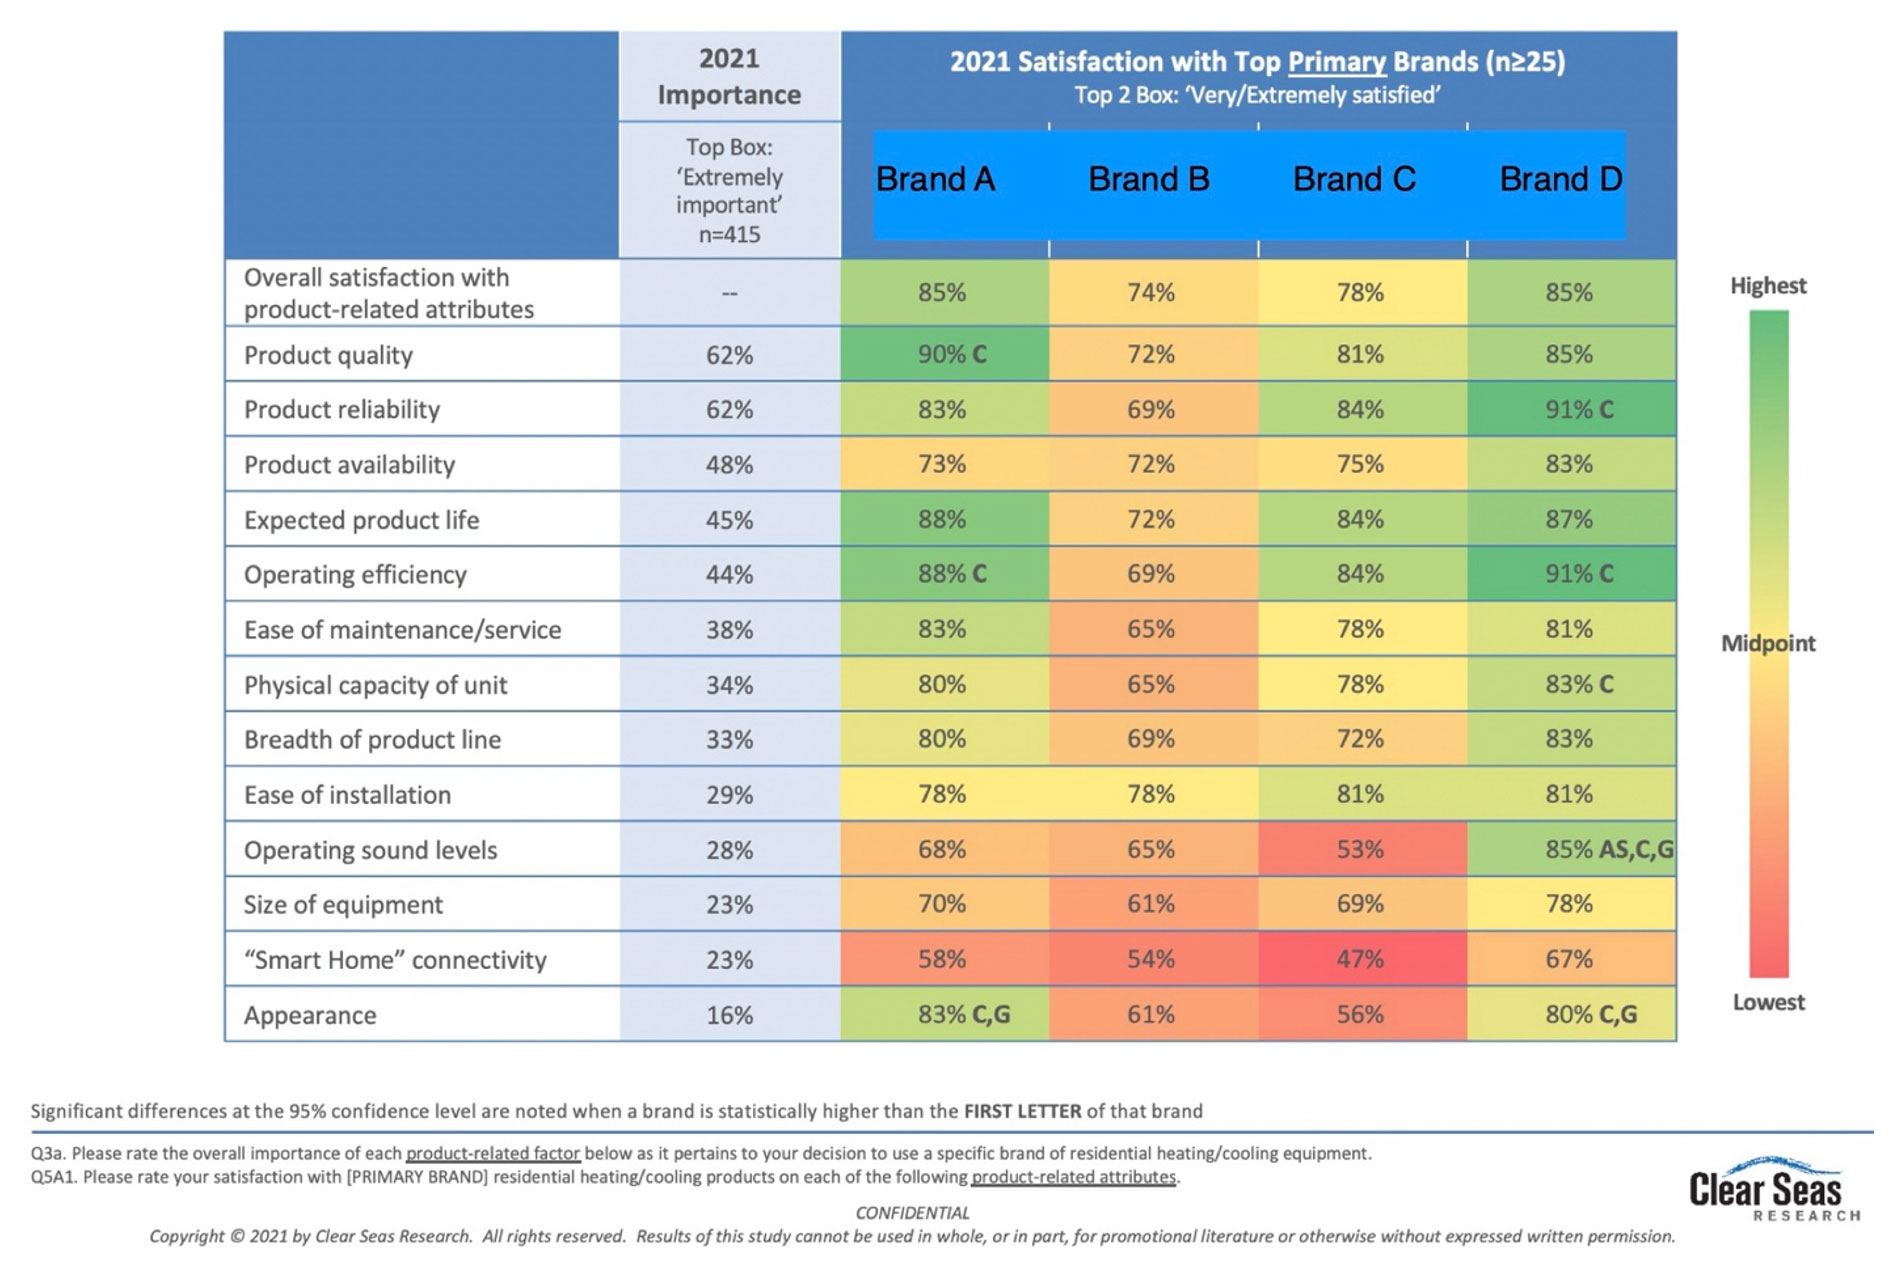 2021
Importance
2021 Satisfaction with Top Primary Brands (n≥25)
Top 2 Box: ‘Very/Extremely satisfied’
Top Box:
‘Extremely
important’
n=415
Brand A Brand B Brand C Brand D
Overall satisfaction with
product-related attributes
-- 85% 74% 78% 85%
Product quality 62% 90% C 72% 81% 85%
Product reliability 62% 83% 69% 84% 91% C
Product availability 48% 73% 72% 75% 83%
Expected product life 45% 88% 72% 84% 87%
Operating efficiency 44% 88% C 69% 84% 91% C
Ease of maintenance/service 38% 83% 65% 78% 81%
Physical capacity of unit 34% 80% 65% 78% 83% C
Breadth of product line 33% 80% 69% 72% 83%
Ease of installation 29% 78% 78% 81% 81%
Operating sound levels 28% 68% 65% 53% 85% AS,C,G
Size of equipment 23% 70% 61% 69% 78%
“Smart Home” connectivity 23% 58% 54% 47% 67%
Appearance 16% 83% C,G 61% 56% 80% C,G
Highest
Midpoint
Lowest
Significant differences at the 95% confidence level are noted when a brand is statistically higher than the FIRST LETTER of that brand
Q3a. Please rate the overall importance of each product-related factor below as it pertains to your decision to use a specific brand of residential heating/cooling equipment.
Q5A1. Please rate your satisfaction with [PRIMARY BRAND] residential heating/cooling products on each of the following product-related attributes.
CONFIDENTIAL
Copyright © 2021 by Clear Seas Research. All rights reserved. Results of this study cannot be used in whole, or in part, for promotional literature or otherwise without expressed written permission.
Clear Seas
RESEARCH